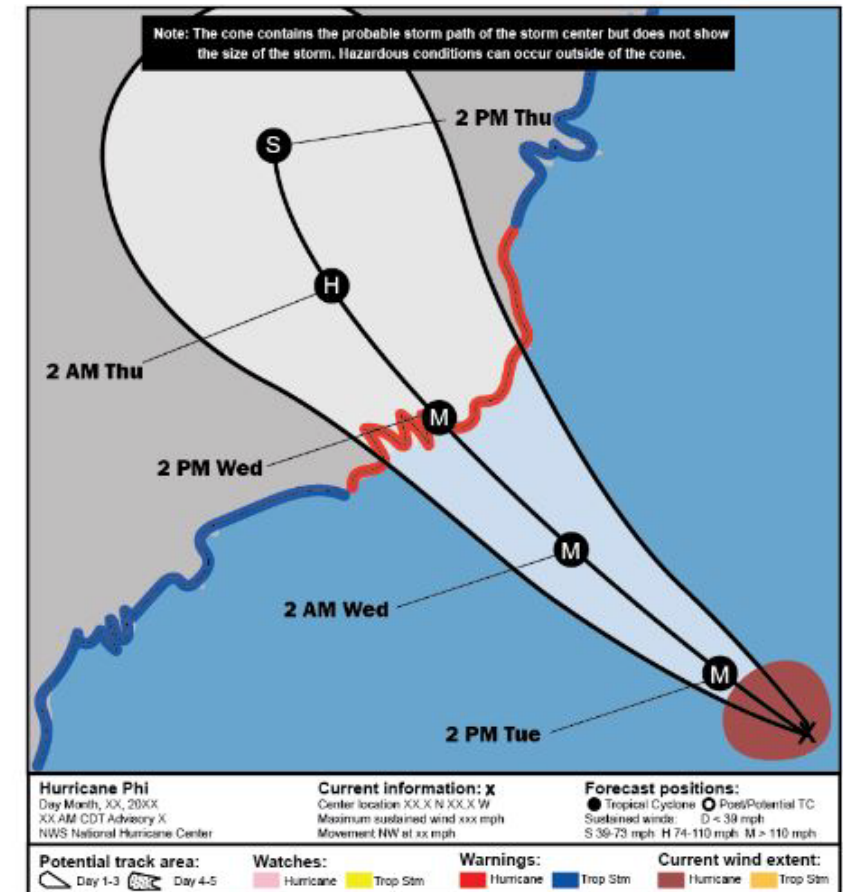 Note: The cone contains the probable storm path of the storm center but does not show
the size of the storm. Hazardous conditions can occur outside of the cone.
2 PM Thu
S
H
2 AM Thu
M
2 PM Wed
M
2 AM Wed
M
2 PM Tue
X
Hurricane Phi
Day Month, XX, 20XX
XX AM CDT Advisory X
NWS National Hurricane Center
Current information: x
Center location XX.X N XX.X W
Maximum sustained wind xxx mph
Movement NW at xx mph
Forecast positions:
Tropical Cyclone Post/Potential TC
Sustained winds: D < 39 mph
S 39-73 mph H 74-110 mph M > 110 mph
Potential track area:
Day 1-3 Day 4-5
Watches:
Hurricane Trop Stm
Warnings:
Hurricane Trop Stm
Current wind extent:
Hurricane Trop Stm